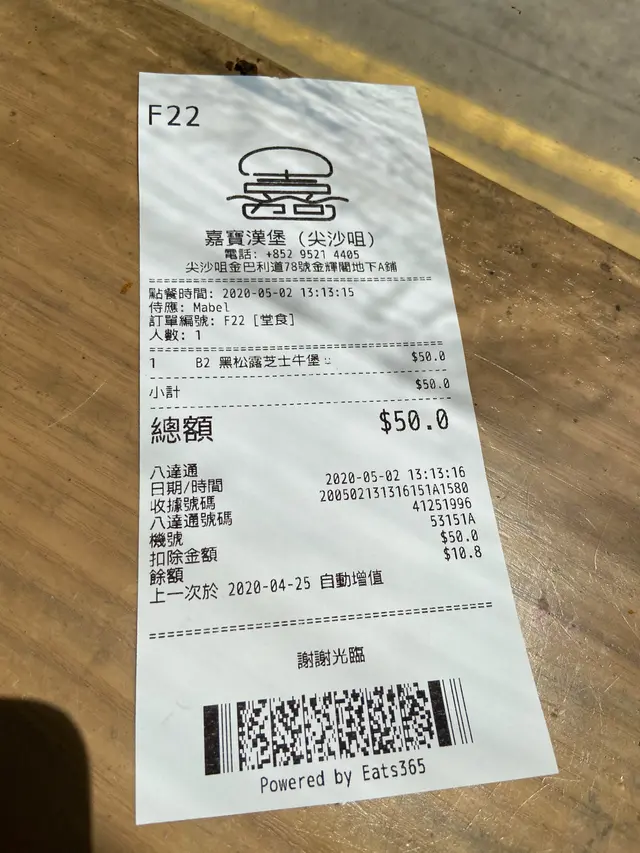 F22
嘉寶漢堡 (尖沙咀)
電話: +852 9521 4405
尖沙咀金巴利道78號金輝閣地下A鋪
點餐時間: 2020-05-02 13:13:15
侍應: Mabel
訂單編號: F22 [堂食]
人數: 1
1 B2 黑松露芝士牛堡 $50.0
小計 $50.0
總額 $50.0
八達通
日期/時間 2020-05-02 13:13:16
收據號碼 200502131316151A1580
八達通號碼 41251996
機號 53151A
扣除金額 $50.0
餘額 $10.8
上一次於 2020-04-25 自動增值
謝謝光臨
Powered by Eats365